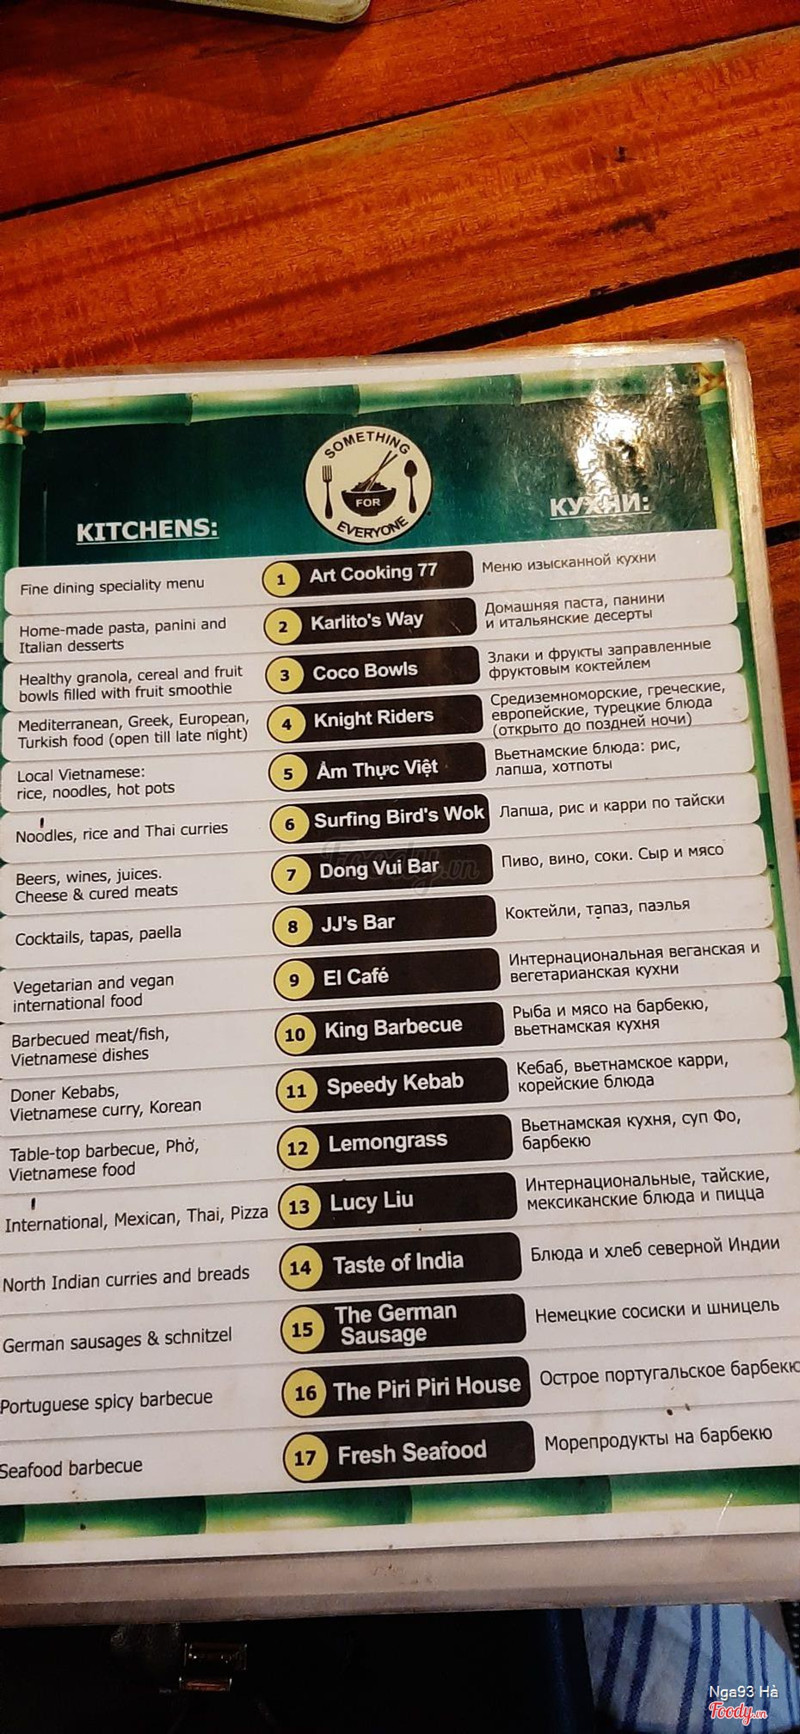 SOMETHING
FOR
EVERYONE
KITCHENS:
КУХНИ:
Fine dining speciality menu
1
Art Cooking 77
Меню изысканной кухни
Home-made pasta, panini and
Italian desserts
2
Karlito's Way
Домашняя паста, панини
и итальянские десерты
Healthy granola, cereal and fruit
bowls filled with fruit smoothie
3
Coco Bowls
Злаки и фрукты заправленные
фруктовым коктейлем
Mediterranean, Greek, European,
Turkish food (open till late night)
4
Knight Riders
Средиземноморские, греческие,
европейские, турецкие блюда
(открыто до поздней ночи)
Local Vietnamese:
rice, noodles, hot pots
5
Ẩm Thực Việt
Вьетнамские блюда: рис,
лапша, хотпоты
Noodles, rice and Thai curries
6
Surfing Bird's Wok
Лапша, рис и карри по тайски
Beers, wines, juices.
Cheese & cured meats
7
Dong Vui Bar
Пиво, вино, соки. Сыр и мясо
Cocktails, tapas, paella
8
JJ's Bar
Коктейли, тапаз, паэлья
Vegetarian and vegan
international food
9
El Café
Интернациональная веганская и
вегетарианская кухни
Barbecued meat/fish,
Vietnamese dishes
10
King Barbecue
Рыба и мясо на барбекю,
вьетнамская кухня
Doner Kebabs,
Vietnamese curry, Korean
11
Speedy Kebab
Кебаб, вьетнамское карри,
корейские блюда
Table-top barbecue, Phở,
Vietnamese food
12
Lemongrass
Вьетнамская кухня, суп Фо,
барбекю
International, Mexican, Thai, Pizza
13
Lucy Liu
Интернациональные, тайские,
мексиканские блюда и пицца
North Indian curries and breads
14
Taste of India
Блюда и хлеб северной Индии
German sausages & schnitzel
15
The German
Sausage
Немецкие сосиски и шницель
Portuguese spicy barbecue
16
The Piri Piri House
Острое португальское барбекю
Seafood barbecue
17
Fresh Seafood
Морепродукты на барбекю
Foody.vn
Nga93 Hà
Foody.vn